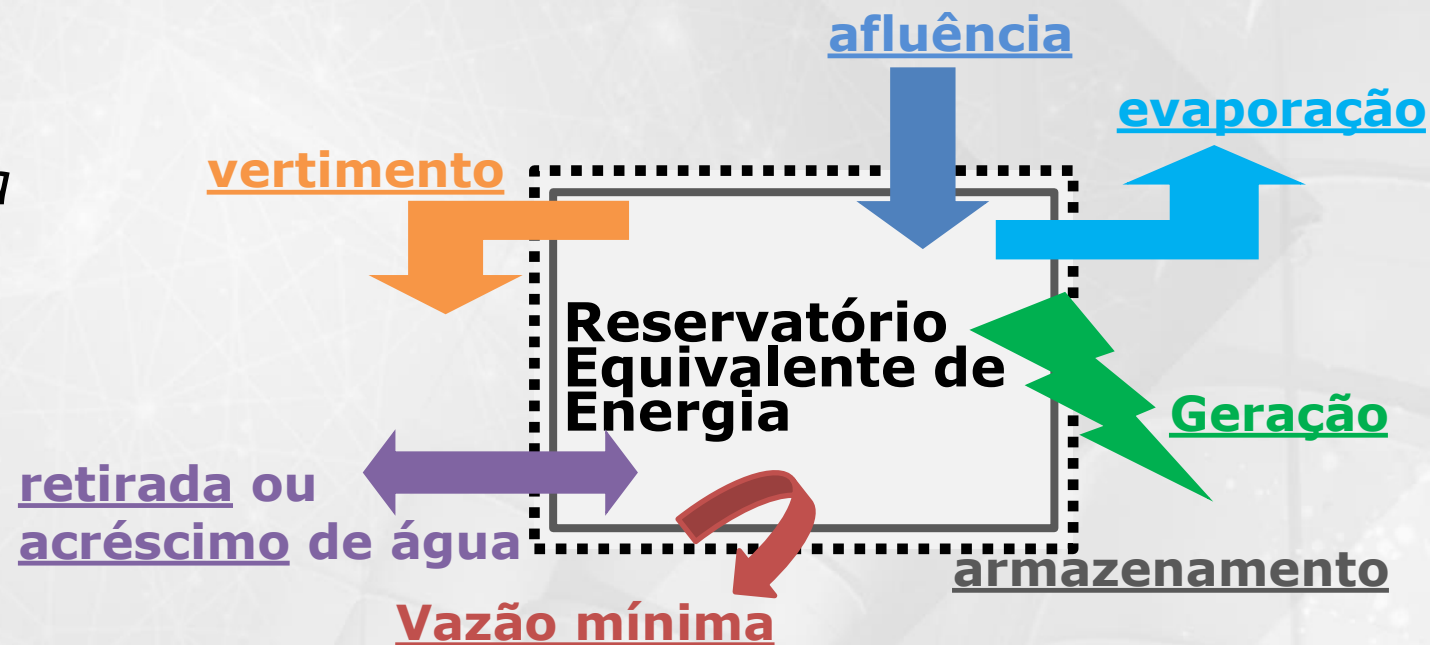 afluência
evaporação
vertimento
Reservatório
Equivalente de
Energia
Geração
retirada ou
acréscimo de água
armazenamento
Vazão mínima